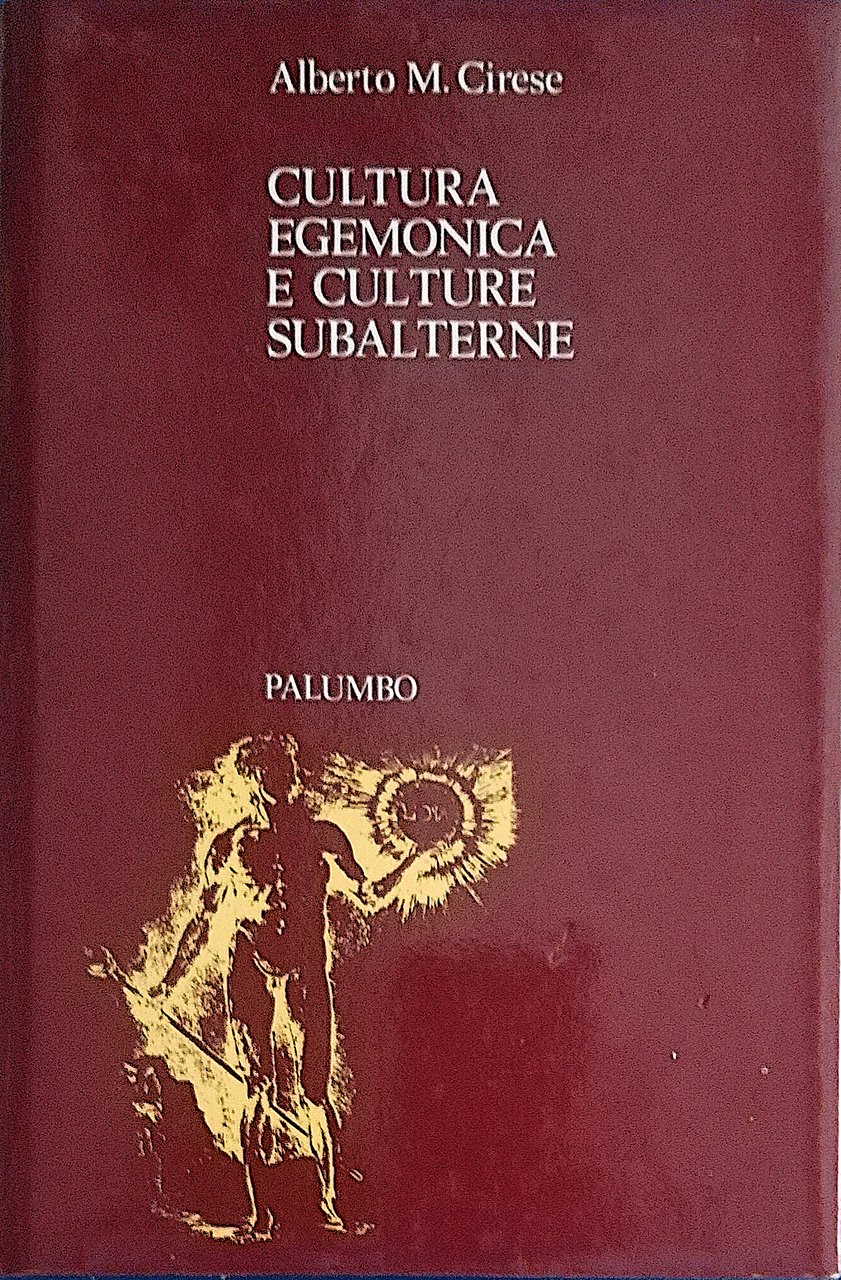 Alberto M. Cirese
CULTURA
EGEMONICA
E CULTURE
SUBALTERNE
PALUMBO